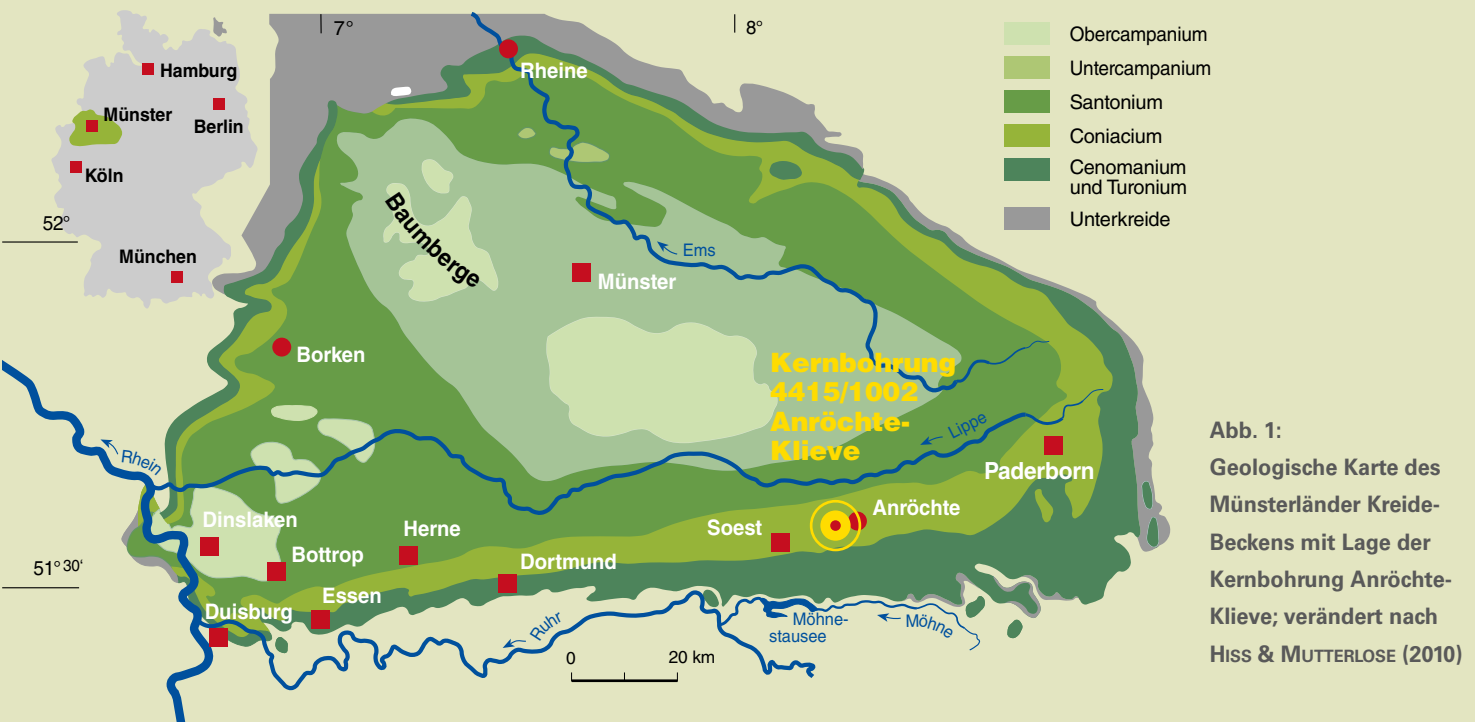 Hamburg
Münster
Berlin
Köln
München
7°
8°
52°
51° 30‘
Rheine
Baumberge
Ems
Münster
Borken
Kernbohrung
4415/1002
Anröchte-
Klieve
Lippe
Rhein
Paderborn
Anröchte
Soest
Dinslaken
Herne
Bottrop
Dortmund
Essen
Duisburg
Ruhr
Möhne-
stausee
Möhne
0 20 km
Obercampanium
Untercampanium
Santonium
Coniacium
Cenomanium
und Turonium
Unterkreide
Abb. 1:
Geologische Karte des
Münsterländer Kreide-
Beckens mit Lage der
Kernbohrung Anröchte-
Klieve; verändert nach
Hiss & Mutterlose (2010)